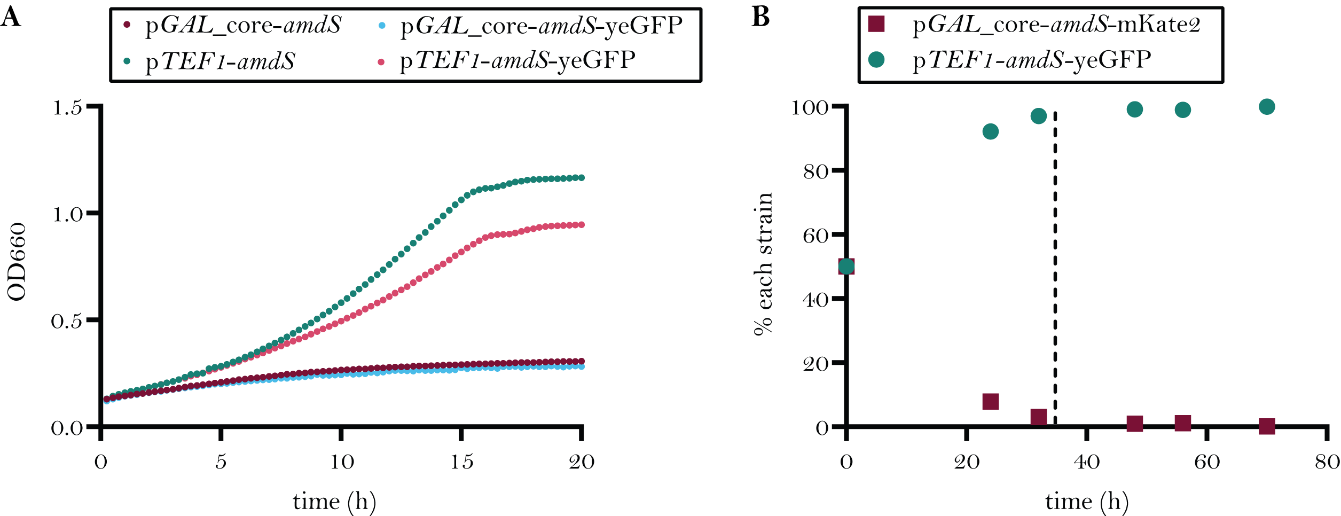 A
pGAL_core-amdS
pGAL_core-amdS-yeGFP
pTEF1-amdS
pTEF1-amdS-yeGFP
1.5
1.0
0.5
0.0
OD660
0
5
10
15
20
time (h)
B
pGAL_core-amdS-mKate2
pTEF1-amdS-yeGFP
100
80
60
40
20
0
% each strain
0
20
40
60
80
time (h)